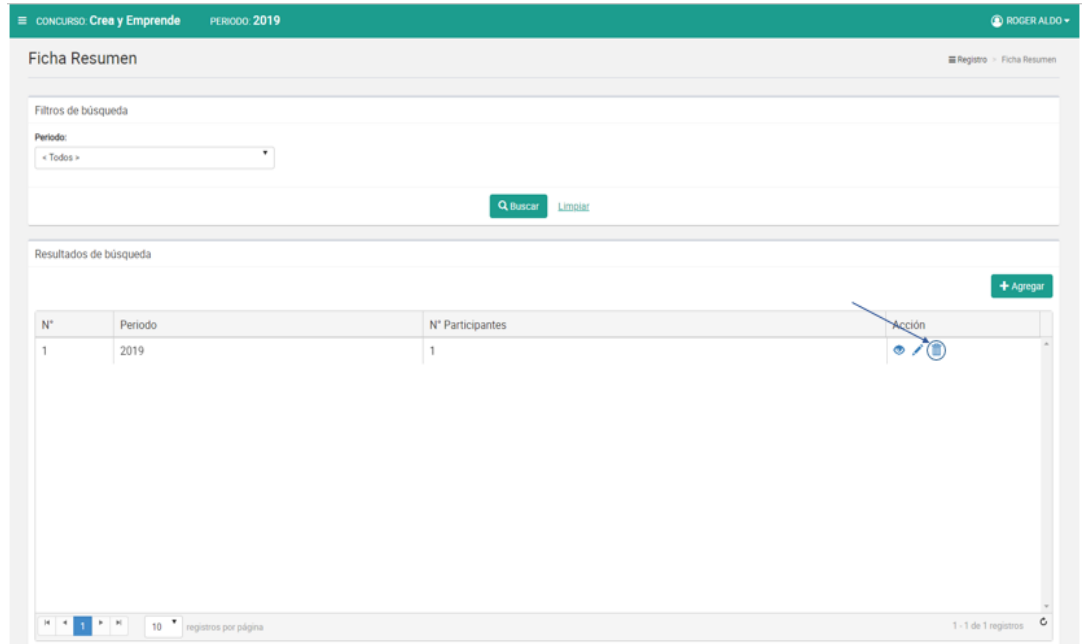 CONCURSO: Crea y Emprende PERIODO: 2019 ROGER ALDO
Ficha Resumen Registro > Ficha Resumen
Filtros de búsqueda
Periodo:
< Todos >
Buscar Limpiar
Resultados de búsqueda
+ Agregar
N° Periodo N° Participantes Acción
1 2019 1
1 10 registros por página 1 - 1 de 1 registros